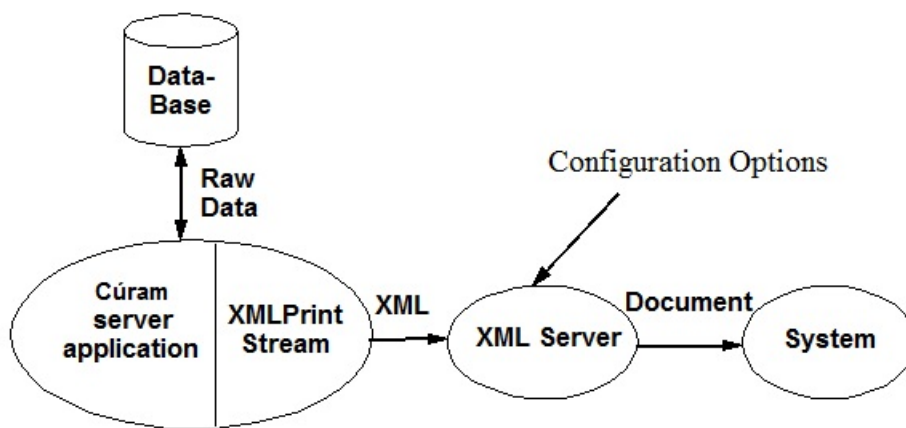 Data-
Base
Raw
Data
Configuration Options
Cúram
server
application
XMLPrint
Stream
XML
XML Server
Document
System